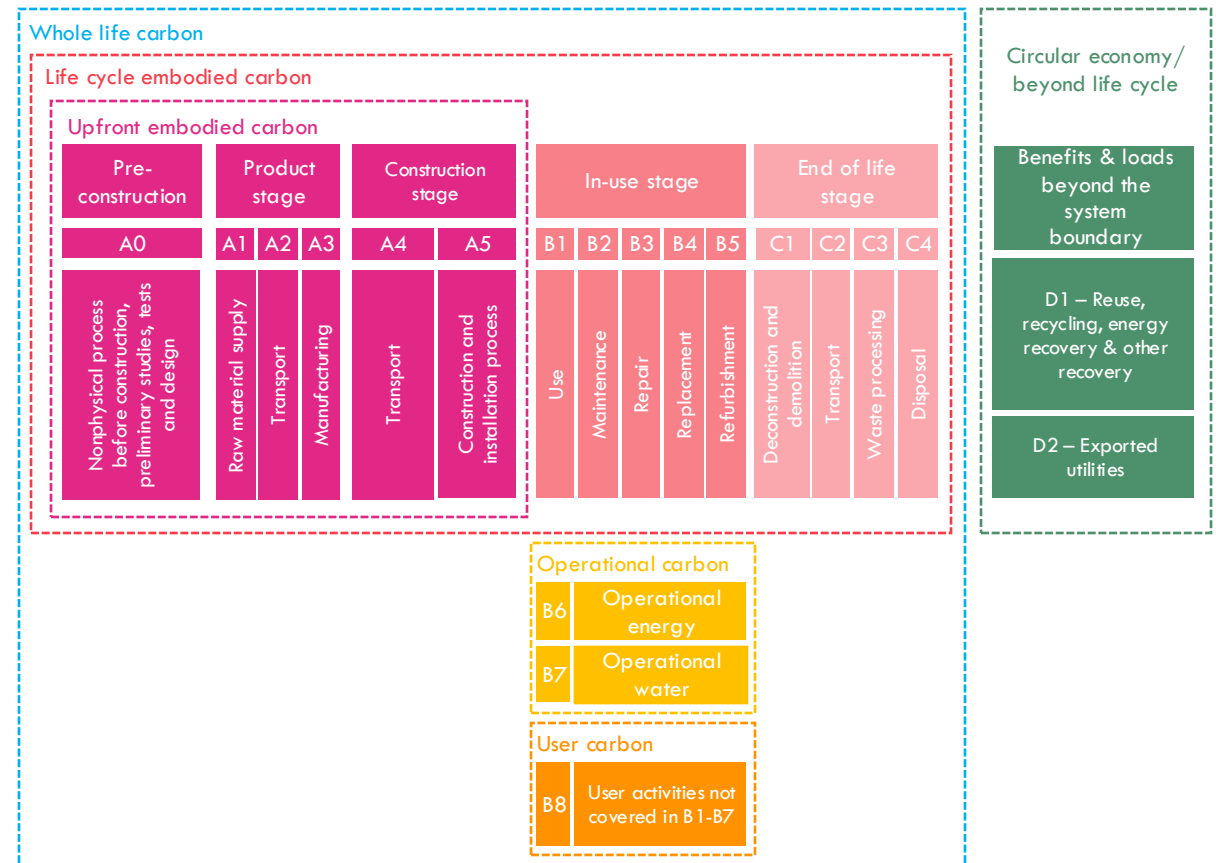 Whole life carbon
Life cycle embodied carbon
Upfront embodied carbon
Pre-
construction
Product
stage
Construction
stage
In-use stage
End of life
stage
A0
A1
A2
A3
A4
A5
B1
B2
B3
B4
B5
C1
C2
C3
C4
Nonphysical process
before construction,
preliminary studies, tests
and design
Raw material supply
Transport
Manufacturing
Transport
Construction and
installation process
Use
Maintenance
Repair
Replacement
Refurbishment
Deconstruction and
demolition
Transport
Waste processing
Disposal
Operational carbon
B6
Operational
energy
B7
Operational
water
User carbon
B8
User activities not
covered in B1-B7
Circular economy/
beyond life cycle
Benefits & loads
beyond the
system
boundary
D1 – Reuse,
recycling, energy
recovery & other
recovery
D2 – Exported
utilities